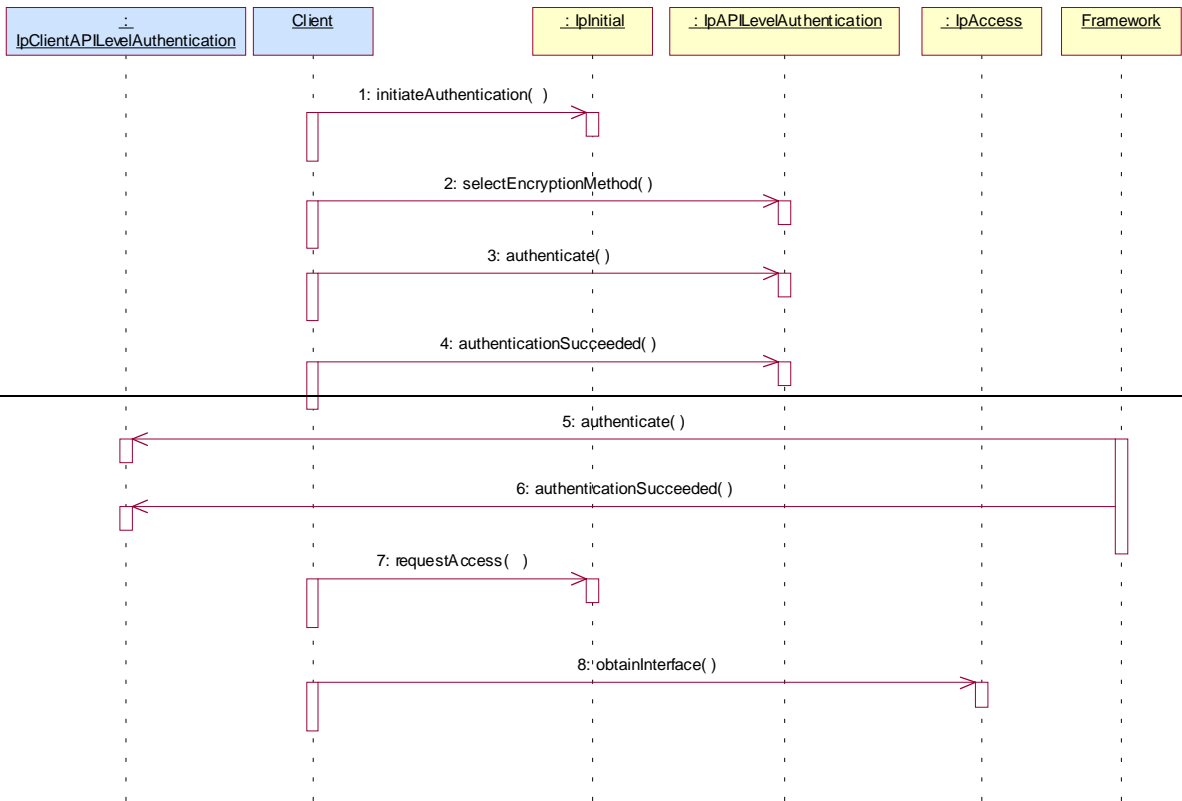 :
IpClientAPILevelAuthentication
Client
: IpInitial
: IpAPILevelAuthentication
: IpAccess
Framework
1: initiateAuthentication(  )
2: selectEncryptionMethod( )
3: authenticate( )
4: authenticationSucceeded( )
5: authenticate( )
6: authenticationSucceeded( )
7: requestAccess(  )
8: obtainInterface( )